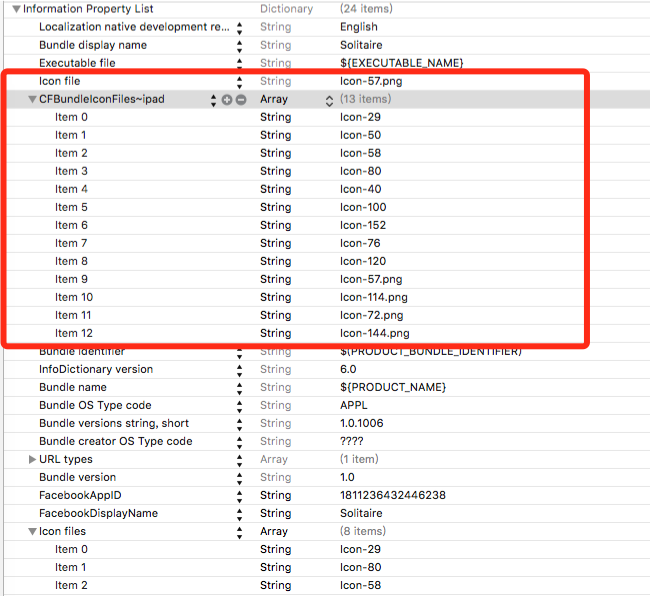 Information Property List Dictionary (24 items)
Localization native development re... String English
Bundle display name String Solitaire
Executable file String ${EXECUTABLE_NAME}
Icon file String Icon-57.png
CFBundleIconFiles~ipad Array (13 items)
Item 0 String Icon-29
Item 1 String Icon-50
Item 2 String Icon-58
Item 3 String Icon-80
Item 4 String Icon-40
Item 5 String Icon-100
Item 6 String Icon-152
Item 7 String Icon-76
Item 8 String Icon-120
Item 9 String Icon-57.png
Item 10 String Icon-114.png
Item 11 String Icon-72.png
Item 12 String Icon-144.png
Bundle identifier String $(PRODUCT_BUNDLE_IDENTIFIER)
InfoDictionary version String 6.0
Bundle name String ${PRODUCT_NAME}
Bundle OS Type code String APPL
Bundle versions string, short String 1.0.1006
Bundle creator OS Type code String ????
URL types Array (1 item)
Bundle version String 1.0
FacebookAppID String 1811236432446238
FacebookDisplayName String Solitaire
Icon files Array (8 items)
Item 0 String Icon-29
Item 1 String Icon-80
Item 2 String Icon-58